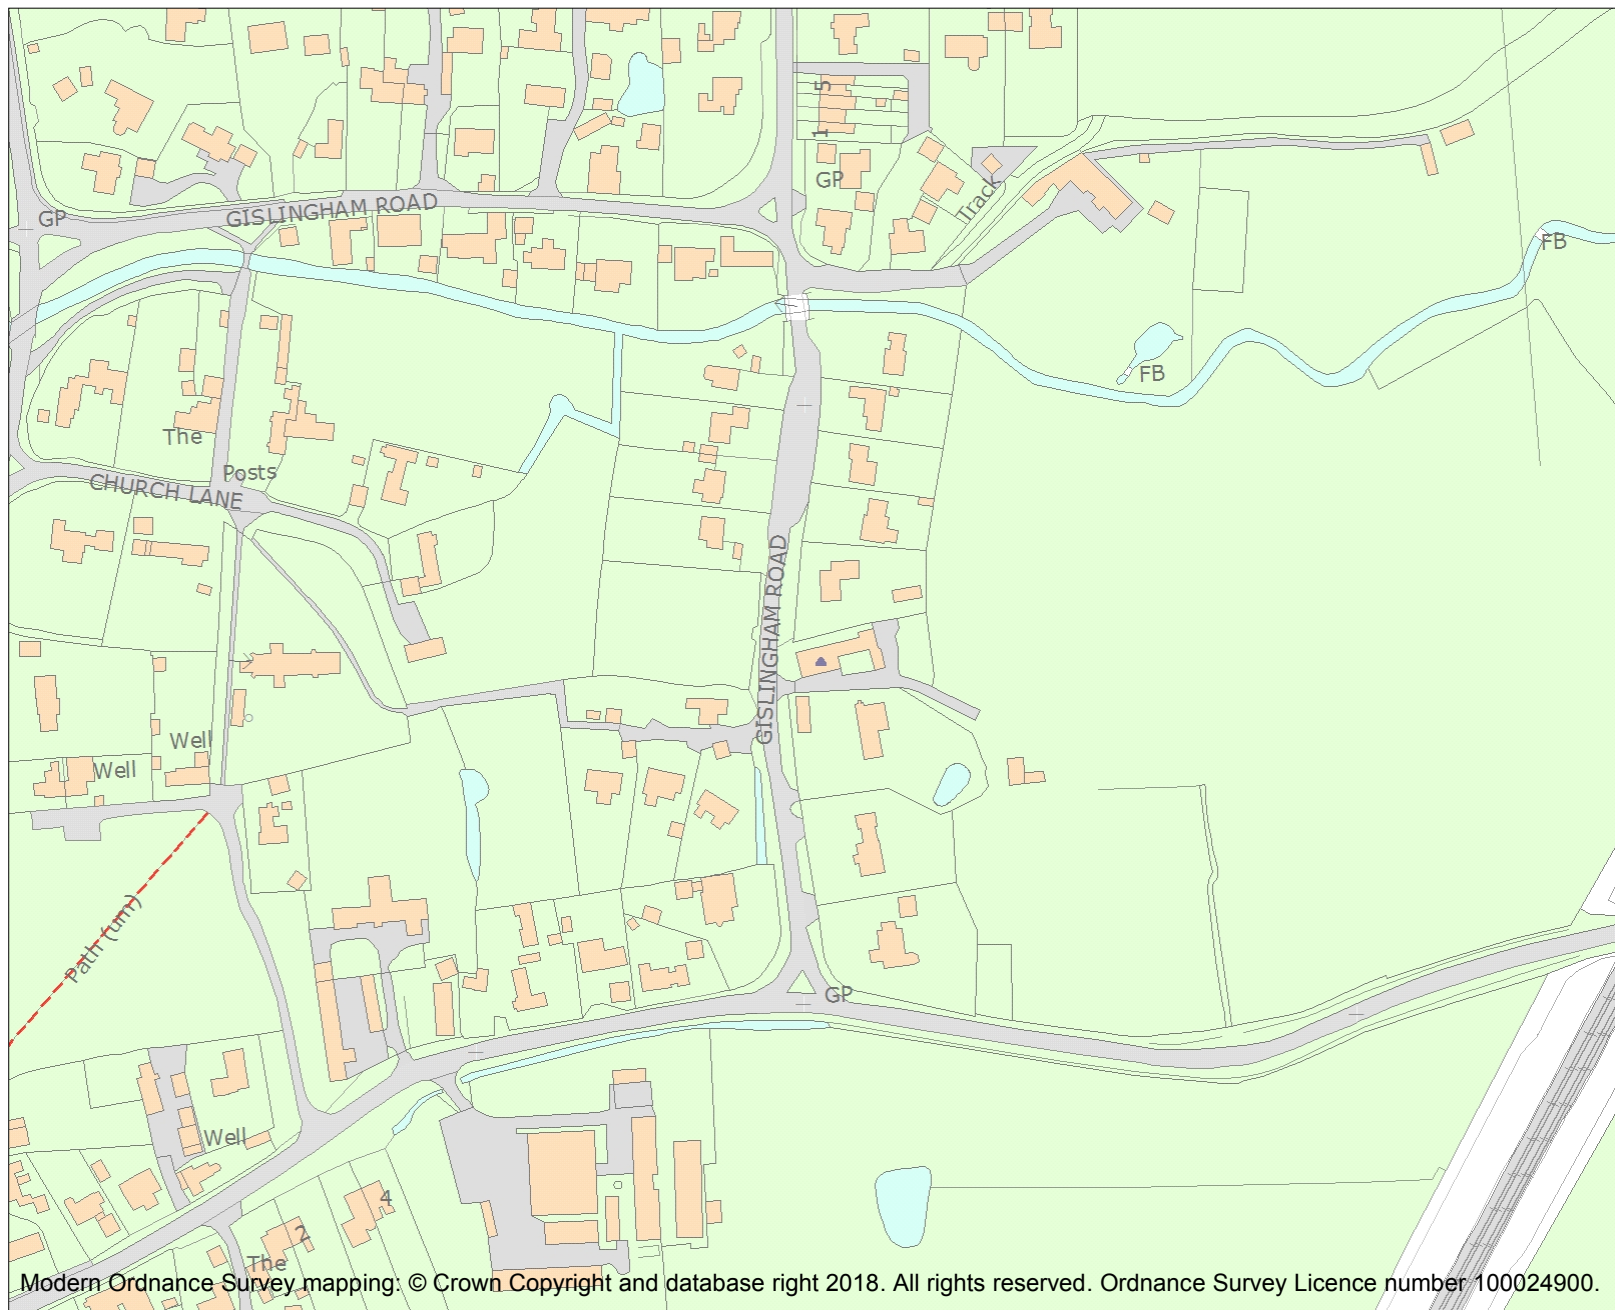 5
1
GP
Track
GP
GISLINGHAM ROAD
FB
FB
The
Posts
CHURCH LANE
GISLINGHAM ROAD
Well
Well
Path (um)
GP
Well
4
2
The
Modern Ordnance Survey mapping: © Crown Copyright and database right 2018. All rights reserved. Ordnance Survey Licence number 100024900.